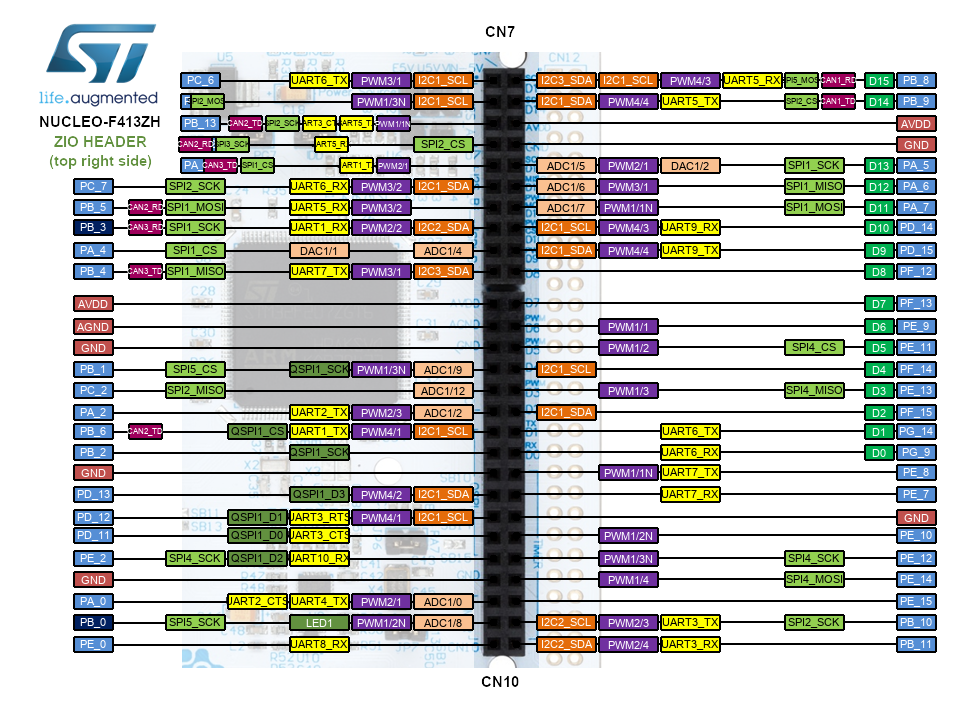 CN7
life.augmented
NUCLEO-F413ZH
ZIO HEADER
(top right side)
PC_6 UART6_TX PWM3/1 I2C1_SCL I2C3_SDA I2C1_SCL PWM4/3 UART5_RX CAN1_RD D15 PB_8
PWM1/3N I2C1_SCL I2C1_SDA PWM4/4 UART5_TX SPI2_CS CAN1_TD D14 PB_9
PB_13 CAN2_TD SPI2_SCK PWM1/1N AVDD
CAN2_RD SPI3_SCK SPI2_CS GND
PA CAN3_TD SPI1_CS PWM2/1 ADC1/5 PWM2/1 DAC1/2 SPI1_SCK D13 PA_5
PC_7 SPI2_SCK UART6_RX PWM3/2 I2C1_SDA ADC1/6 PWM3/1 SPI1_MISO D12 PA_6
PB_5 CAN2_RD SPI1_MOSI UART5_RX PWM3/2 ADC1/7 PWM1/1N SPI1_MOSI D11 PA_7
PB_3 CAN3_RD SPI1_SCK UART1_RX PWM2/2 I2C2_SDA I2C1_SCL PWM4/3 UART9_RX D10 PD_14
PA_4 SPI1_CS DAC1/1 ADC1/4 I2C1_SDA PWM4/4 UART9_TX D9 PD_15
PB_4 CAN3_TD SPI1_MISO UART7_TX PWM3/1 I2C3_SDA D8 PF_12
AVDD D7 PF_13
AGND PWM1/1 D6 PE_9
GND PWM1/2 SPI4_CS D5 PE_11
PB_1 SPI5_CS QSPI1_SCK PWM1/3N ADC1/9 I2C1_SCL D4 PF_14
PC_2 SPI2_MISO ADC1/12 PWM1/3 SPI4_MISO D3 PE_13
PA_2 UART2_TX PWM2/3 ADC1/2 I2C1_SDA D2 PF_15
PB_6 CAN2_TD QSPI1_CS UART1_TX PWM4/1 I2C1_SCL UART6_TX D1 PG_14
PB_2 QSPI1_SCK UART6_RX D0 PG_9
GND PWM1/1N UART7_TX PE_8
PD_13 QSPI1_D3 PWM4/2 I2C1_SDA UART7_RX PE_7
PD_12 QSPI1_D1 UART3_RTS PWM4/1 I2C1_SCL GND
PD_11 QSPI1_D0 UART3_CTS PWM1/2N PE_10
PE_2 SPI4_SCK QSPI1_D2 UART10_RX PWM1/3N SPI4_SCK PE_12
GND PWM1/4 SPI4_MOSI PE_14
PA_0 UART2_CTS UART4_TX PWM2/1 ADC1/0 PE_15
PB_0 SPI5_SCK LED1 PWM1/2N ADC1/8 I2C2_SCL PWM2/3 UART3_TX SPI2_SCK PB_10
PE_0 UART8_RX I2C2_SDA PWM2/4 UART3_RX PB_11
CN10